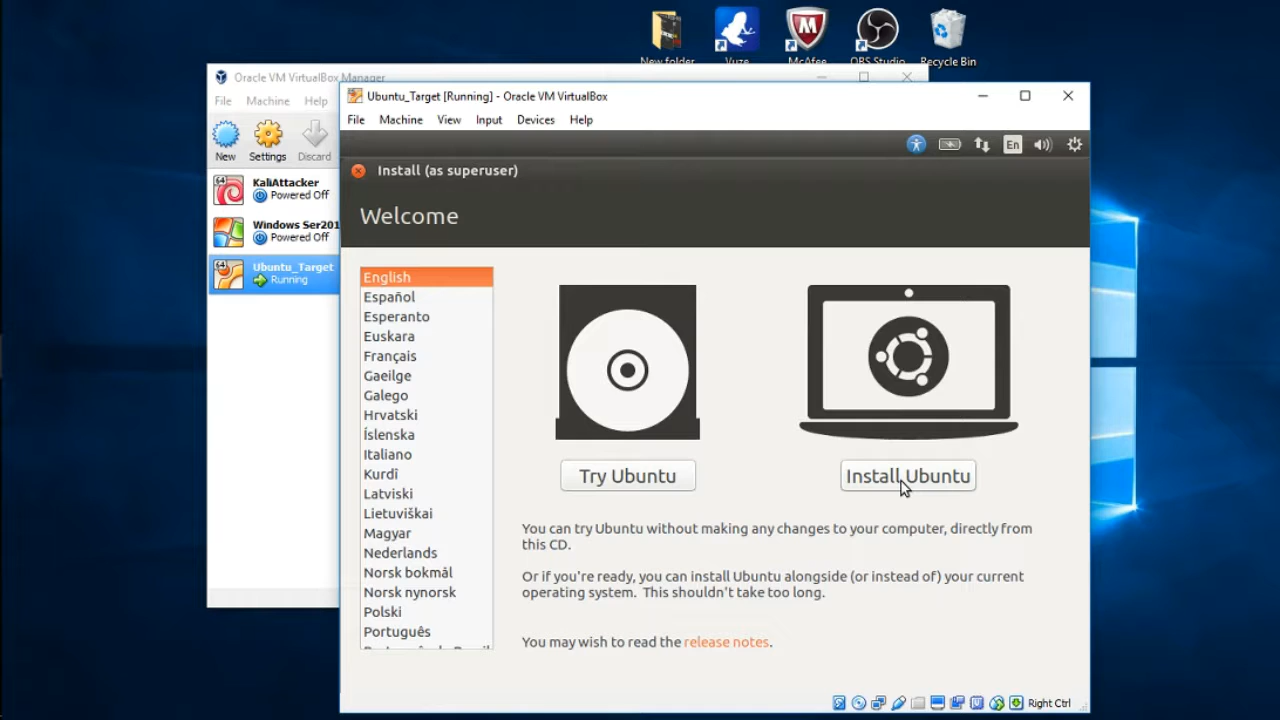 New folder
Vuze
McAfee
OBS Studio
Recycle Bin
Oracle VM VirtualBox Manager
File Machine Help
New
Settings
Discard
KaliAttacker
Powered Off
Windows Ser201
Powered Off
Ubuntu_Target
Running
Ubuntu_Target [Running] - Oracle VM VirtualBox
File Machine View Input Devices Help
En
Install (as superuser)
Welcome
English
Español
Esperanto
Euskara
Français
Gaeilge
Galego
Hrvatski
Íslenska
Italiano
Kurdî
Latviski
Lietuviškai
Magyar
Nederlands
Norsk bokmål
Norsk nynorsk
Polski
Português
Try Ubuntu
Install Ubuntu
You can try Ubuntu without making any changes to your computer, directly from
this CD.
Or if you're ready, you can install Ubuntu alongside (or instead of) your current
operating system. This shouldn't take too long.
You may wish to read the release notes.
Right Ctrl